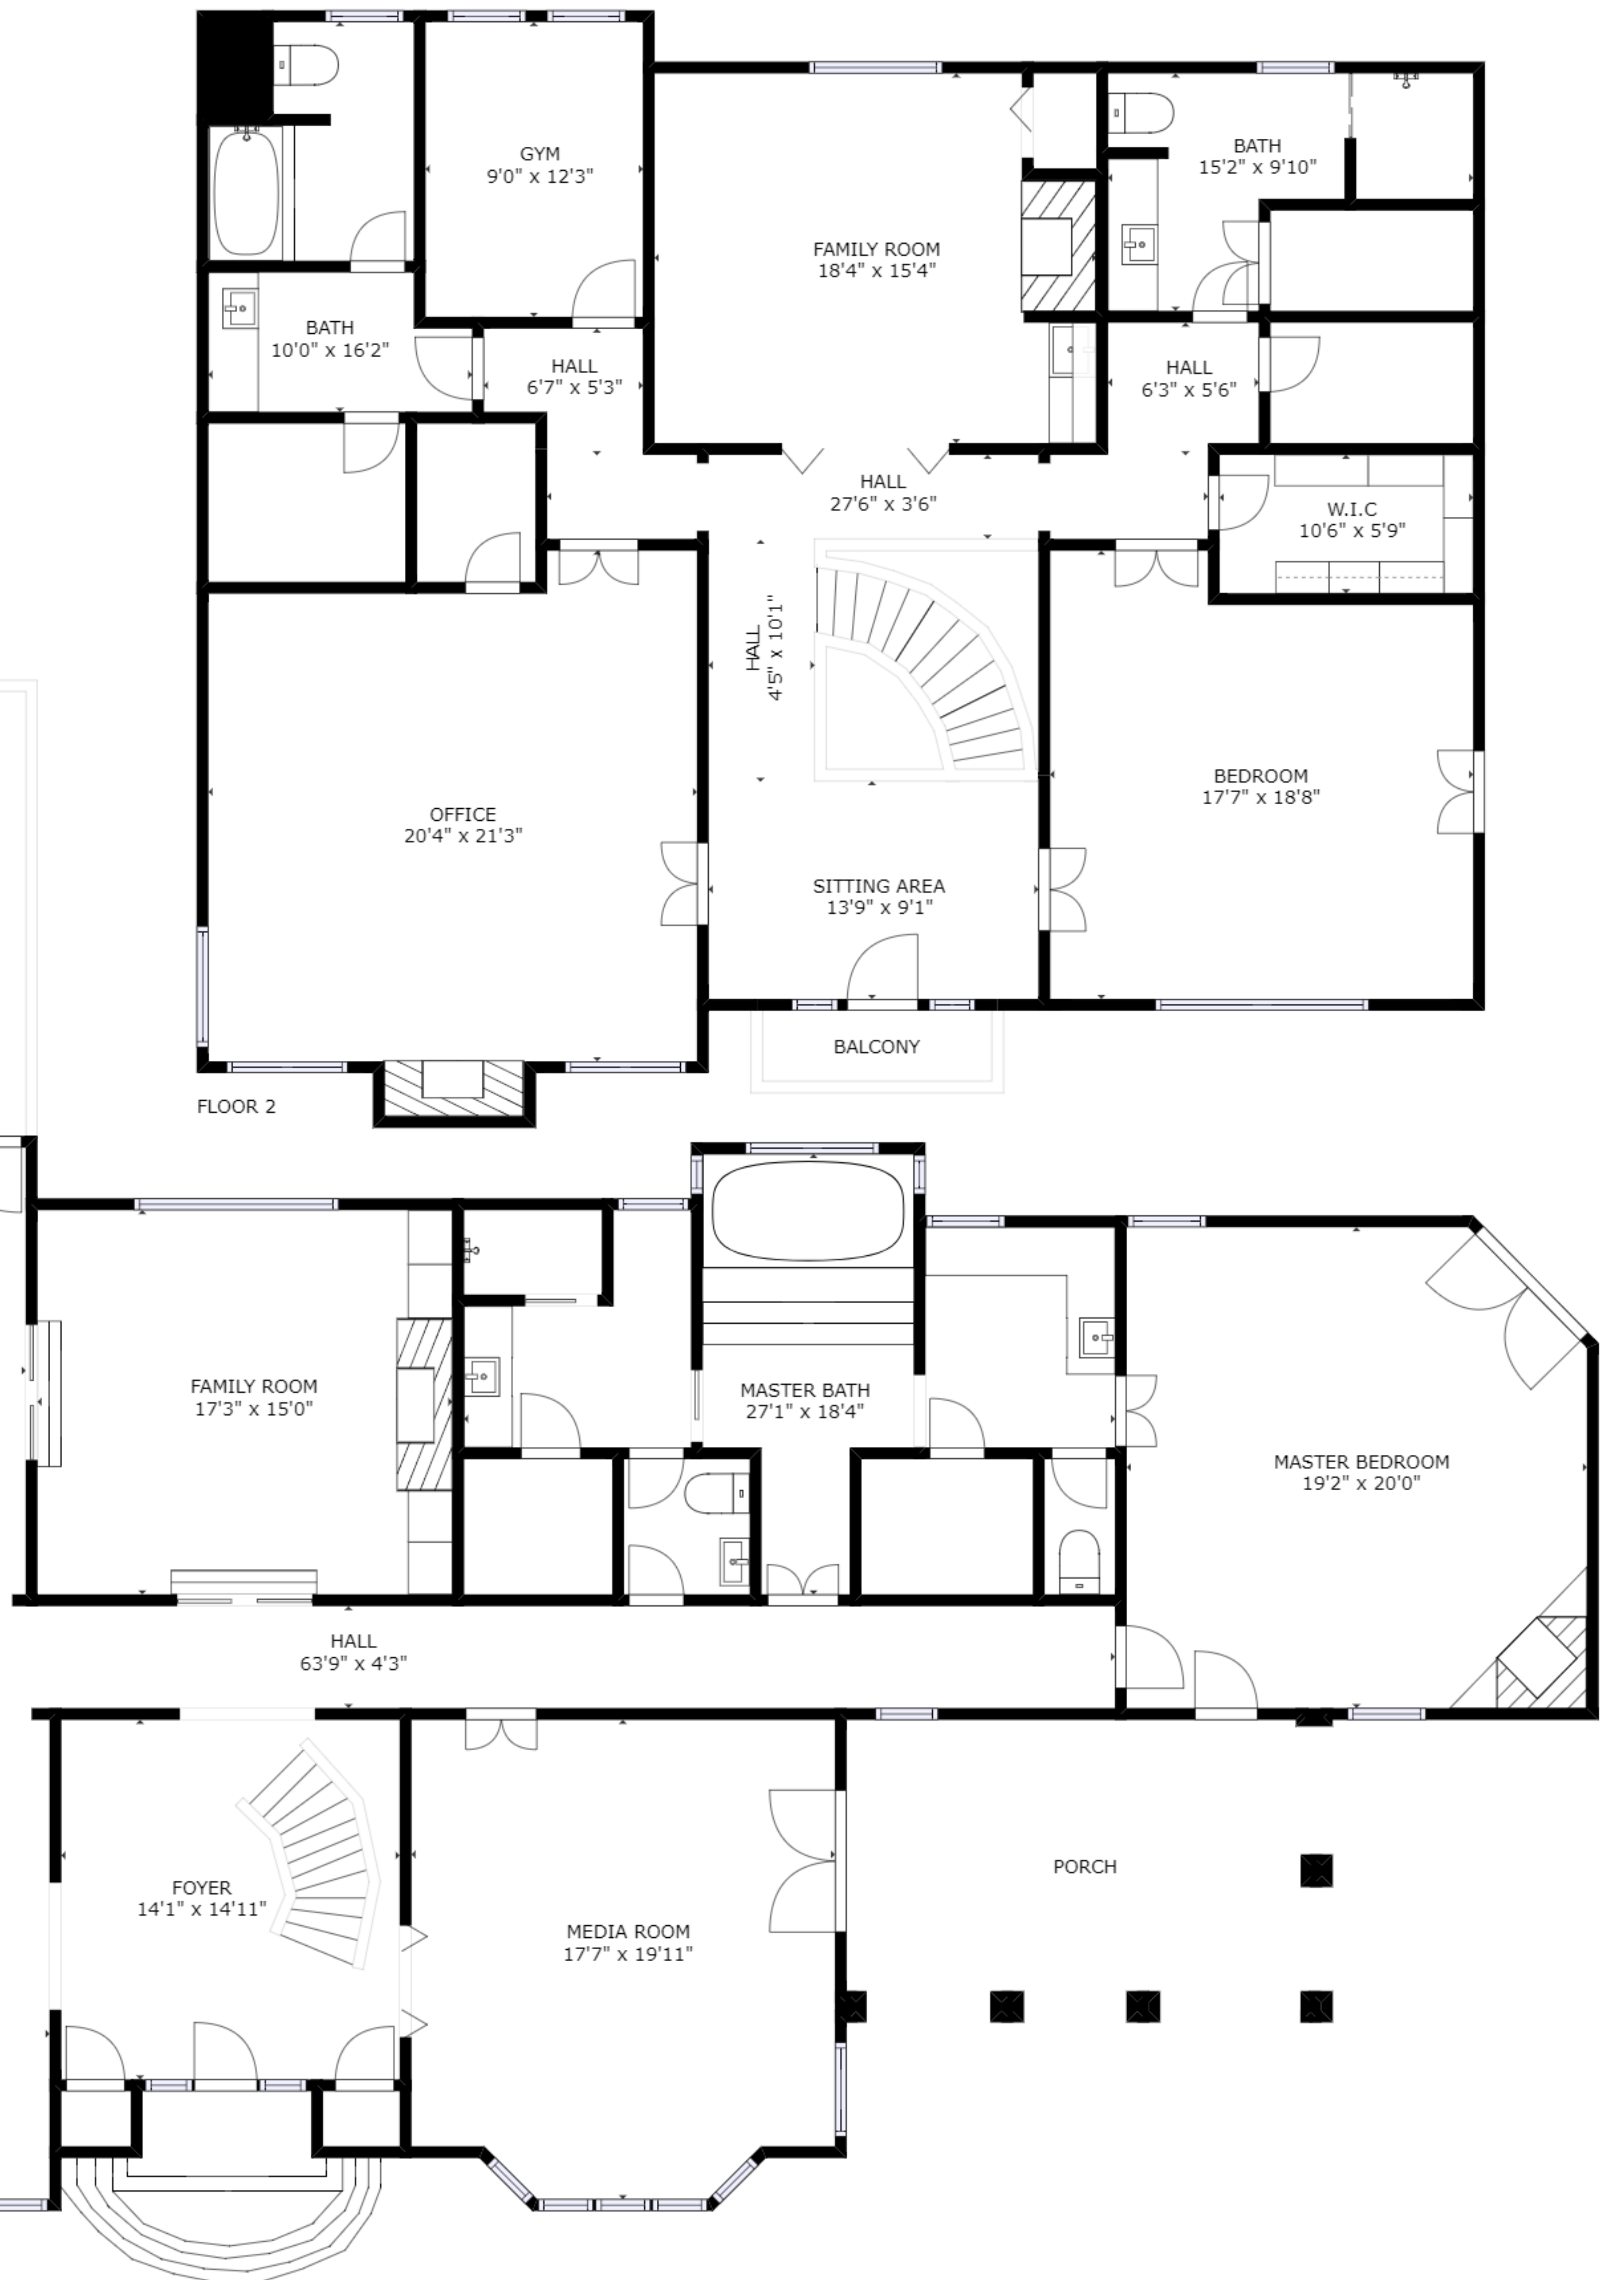 GYM
9'0" x 12'3"
BATH
15'2" x 9'10"
FAMILY ROOM
18'4" x 15'4"
BATH
10'0" x 16'2"
HALL
6'7" x 5'3"
HALL
6'3" x 5'6"
HALL
27'6" x 3'6"
W.I.C
10'6" x 5'9"
HALL
4'5" x 10'1"
BEDROOM
17'7" x 18'8"
OFFICE
20'4" x 21'3"
SITTING AREA
13'9" x 9'1"
BALCONY
FLOOR 2
FAMILY ROOM
17'3" x 15'0"
MASTER BATH
27'1" x 18'4"
MASTER BEDROOM
19'2" x 20'0"
HALL
63'9" x 4'3"
PORCH
FOYER
14'1" x 14'11"
MEDIA ROOM
17'7" x 19'11"